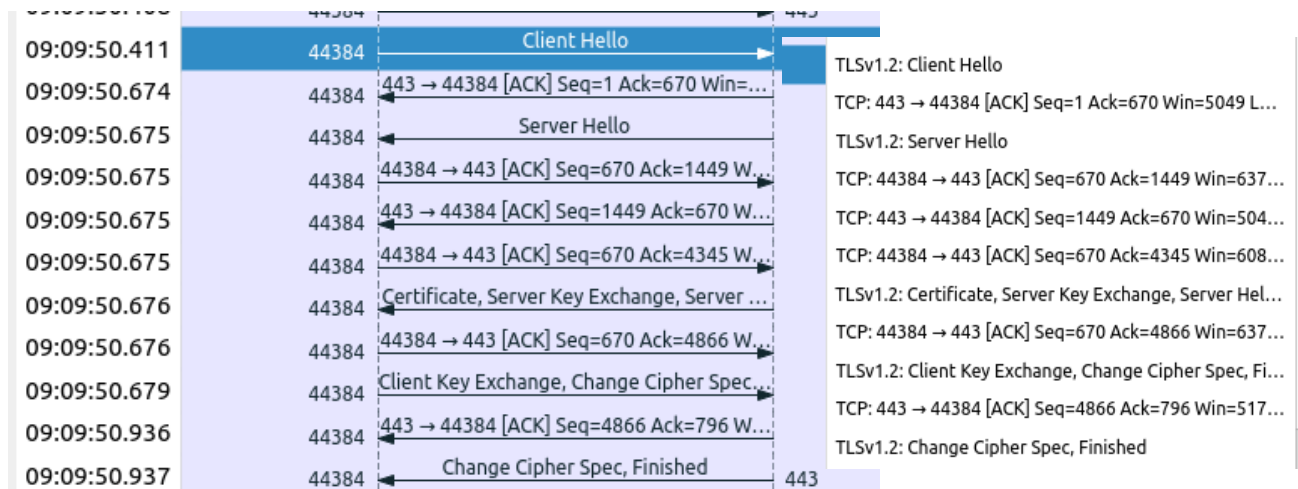 44384 443
09:09:50.411 44384 Client Hello TLSv1.2: Client Hello
09:09:50.674 44384 443 → 44384 [ACK] Seq=1 Ack=670 Win=... TCP: 443 → 44384 [ACK] Seq=1 Ack=670 Win=5049 L...
09:09:50.675 44384 Server Hello TLSv1.2: Server Hello
09:09:50.675 44384 44384 → 443 [ACK] Seq=670 Ack=1449 W... TCP: 44384 → 443 [ACK] Seq=670 Ack=1449 Win=637...
09:09:50.675 44384 443 → 44384 [ACK] Seq=1449 Ack=670 W... TCP: 443 → 44384 [ACK] Seq=1449 Ack=670 Win=504...
09:09:50.675 44384 44384 → 443 [ACK] Seq=670 Ack=4345 W... TCP: 44384 → 443 [ACK] Seq=670 Ack=4345 Win=608...
09:09:50.676 44384 Certificate, Server Key Exchange, Server ... TLSv1.2: Certificate, Server Key Exchange, Server Hel...
09:09:50.676 44384 44384 → 443 [ACK] Seq=670 Ack=4866 W... TCP: 44384 → 443 [ACK] Seq=670 Ack=4866 Win=637...
09:09:50.679 44384 Client Key Exchange, Change Cipher Spec... TLSv1.2: Client Key Exchange, Change Cipher Spec, Fi...
09:09:50.936 44384 443 → 44384 [ACK] Seq=4866 Ack=796 W... TCP: 443 → 44384 [ACK] Seq=4866 Ack=796 Win=517...
09:09:50.937 44384 Change Cipher Spec, Finished 443 TLSv1.2: Change Cipher Spec, Finished